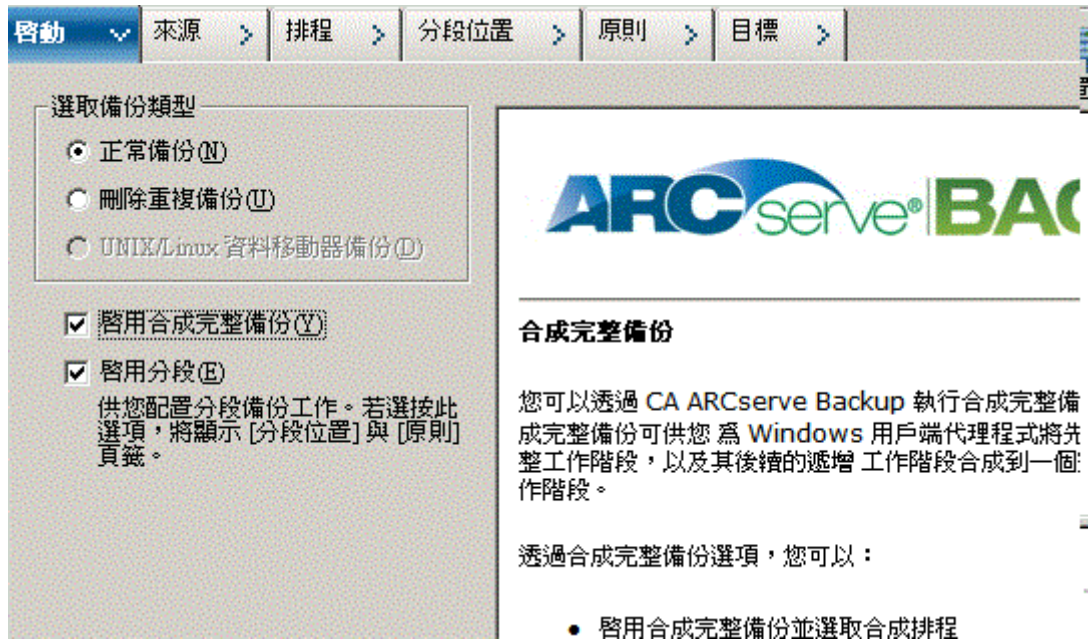 啓動
來源
排程
分段位置
原則
目標
選取備份類型
正常備份(N)
刪除重複備份(U)
UNIX/Linux 資料移動器備份(D)
啓用合成完整備份(Y)
啓用分段(E)
供您配置分段備份工作。若選按此
選項，將顯示 [分段位置] 與 [原則]
頁籤。
ARCserve® BAC
合成完整備份
您可以透過 CA ARCserve Backup 執行合成完整備
成完整備份可供您 爲 Windows 用戶端代理程式將先
整工作階段，以及其後續的遞增 工作階段合成到一個
作階段。
透過合成完整備份選項，您可以：
• 啓用合成完整備份並選取合成排程